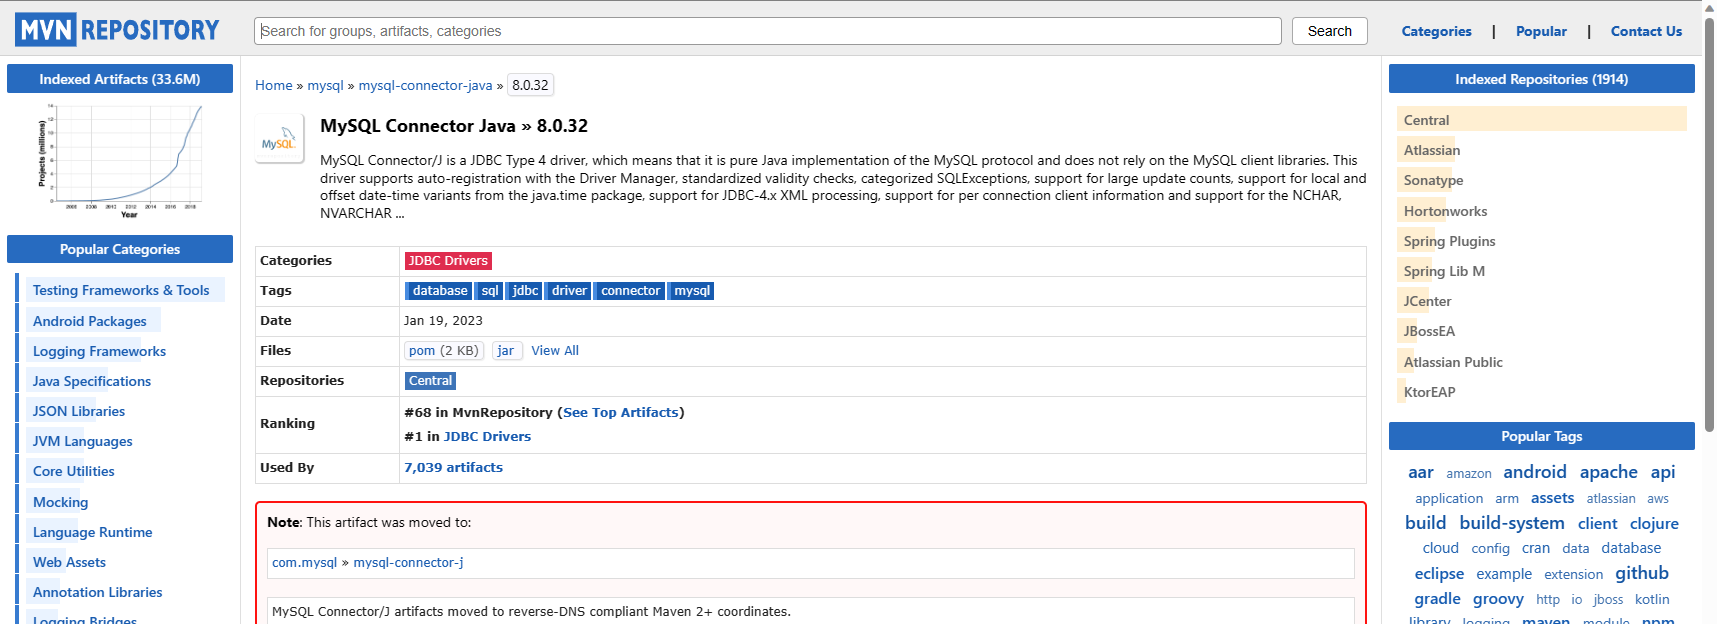 MVN REPOSITORY
Search for groups, artifacts, categories
Search
Categories | Popular | Contact Us
Indexed Artifacts (33.6M)
Projects (millions)
Year
Popular Categories
Testing Frameworks & Tools
Android Packages
Logging Frameworks
Java Specifications
JSON Libraries
JVM Languages
Core Utilities
Mocking
Language Runtime
Web Assets
Annotation Libraries
Logging Bridges
Home » mysql » mysql-connector-java » 8.0.32
MySQL
MySQL Connector Java » 8.0.32
MySQL Connector/J is a JDBC Type 4 driver, which means that it is pure Java implementation of the MySQL protocol and does not rely on the MySQL client libraries. This
driver supports auto-registration with the Driver Manager, standardized validity checks, categorized SQLExceptions, support for large update counts, support for local and
offset date-time variants from the java.time package, support for JDBC-4.x XML processing, support for per connection client information and support for the NCHAR,
NVARCHAR ...
Categories JDBC Drivers
Tags database sql jdbc driver connector mysql
Date Jan 19, 2023
Files pom (2 KB) jar View All
Repositories Central
Ranking #68 in MvnRepository (See Top Artifacts)
#1 in JDBC Drivers
Used By 7,039 artifacts
Note: This artifact was moved to:
com.mysql » mysql-connector-j
MySQL Connector/J artifacts moved to reverse-DNS compliant Maven 2+ coordinates.
Indexed Repositories (1914)
Central
Atlassian
Sonatype
Hortonworks
Spring Plugins
Spring Lib M
JCenter
JBossEA
Atlassian Public
KtorEAP
Popular Tags
aar amazon android apache api
application arm assets atlassian aws
build build-system client clojure
cloud config cran data database
eclipse example extension github
gradle groovy http io jboss kotlin
library logging maven module npm